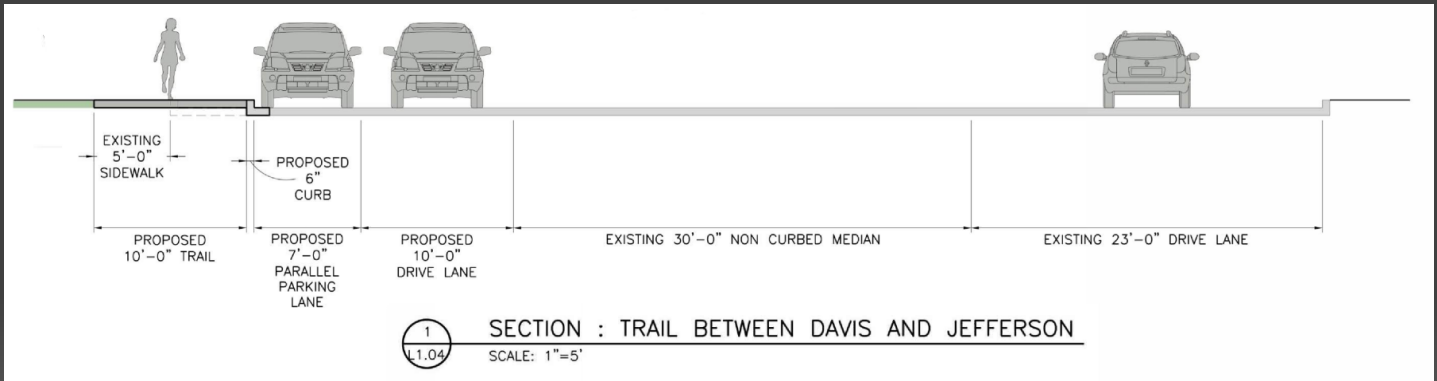 EXISTING
5'-0"
SIDEWALK
PROPOSED
6"
CURB
PROPOSED
10'-0" TRAIL
PROPOSED
7'-0"
PARALLEL
PARKING
LANE
PROPOSED
10'-0"
DRIVE LANE
EXISTING 30'-0" NON CURBED MEDIAN
EXISTING 23'-0" DRIVE LANE
1
L1.04
SECTION : TRAIL BETWEEN DAVIS AND JEFFERSON
SCALE: 1"=5'